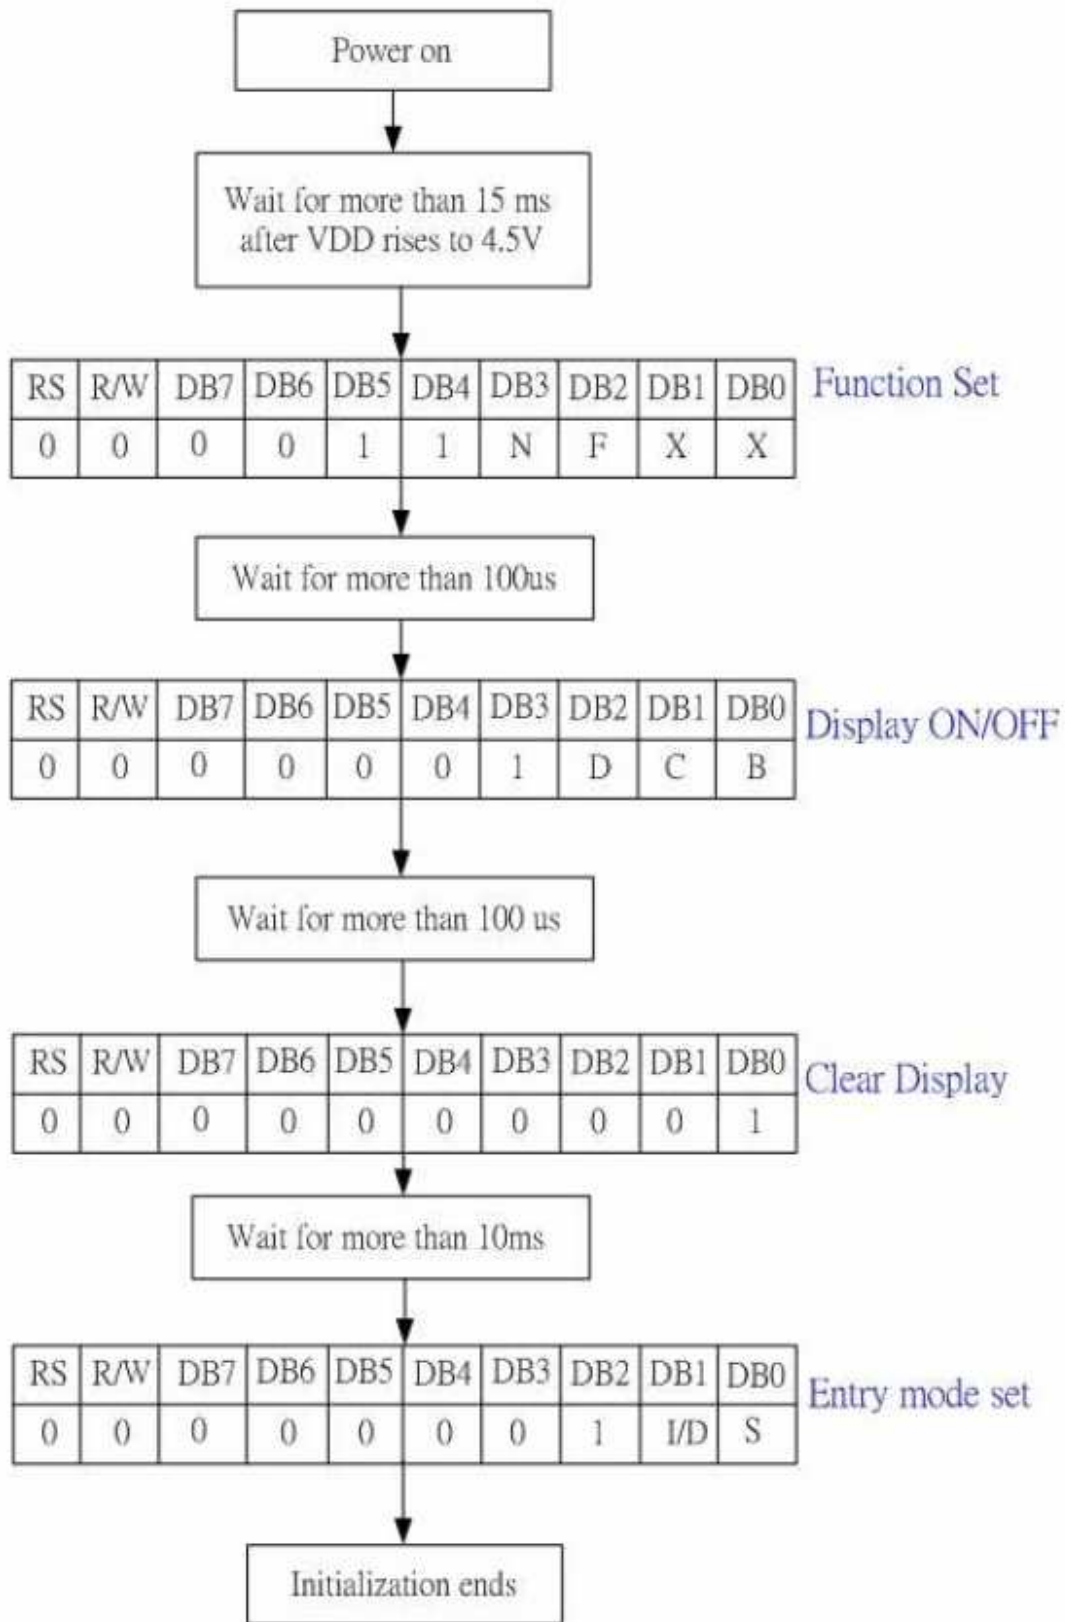 Power on
Wait for more than 15 ms
after VDD rises to 4.5V
RS R/W DB7 DB6 DB5 DB4 DB3 DB2 DB1 DB0 Function Set
0 0 0 0 1 1 N F X X
Wait for more than 100us
RS R/W DB7 DB6 DB5 DB4 DB3 DB2 DB1 DB0 Display ON/OFF
0 0 0 0 0 0 1 D C B
Wait for more than 100 us
RS R/W DB7 DB6 DB5 DB4 DB3 DB2 DB1 DB0 Clear Display
0 0 0 0 0 0 0 0 0 1
Wait for more than 10ms
RS R/W DB7 DB6 DB5 DB4 DB3 DB2 DB1 DB0 Entry mode set
0 0 0 0 0 0 0 1 I/D S
Initialization ends